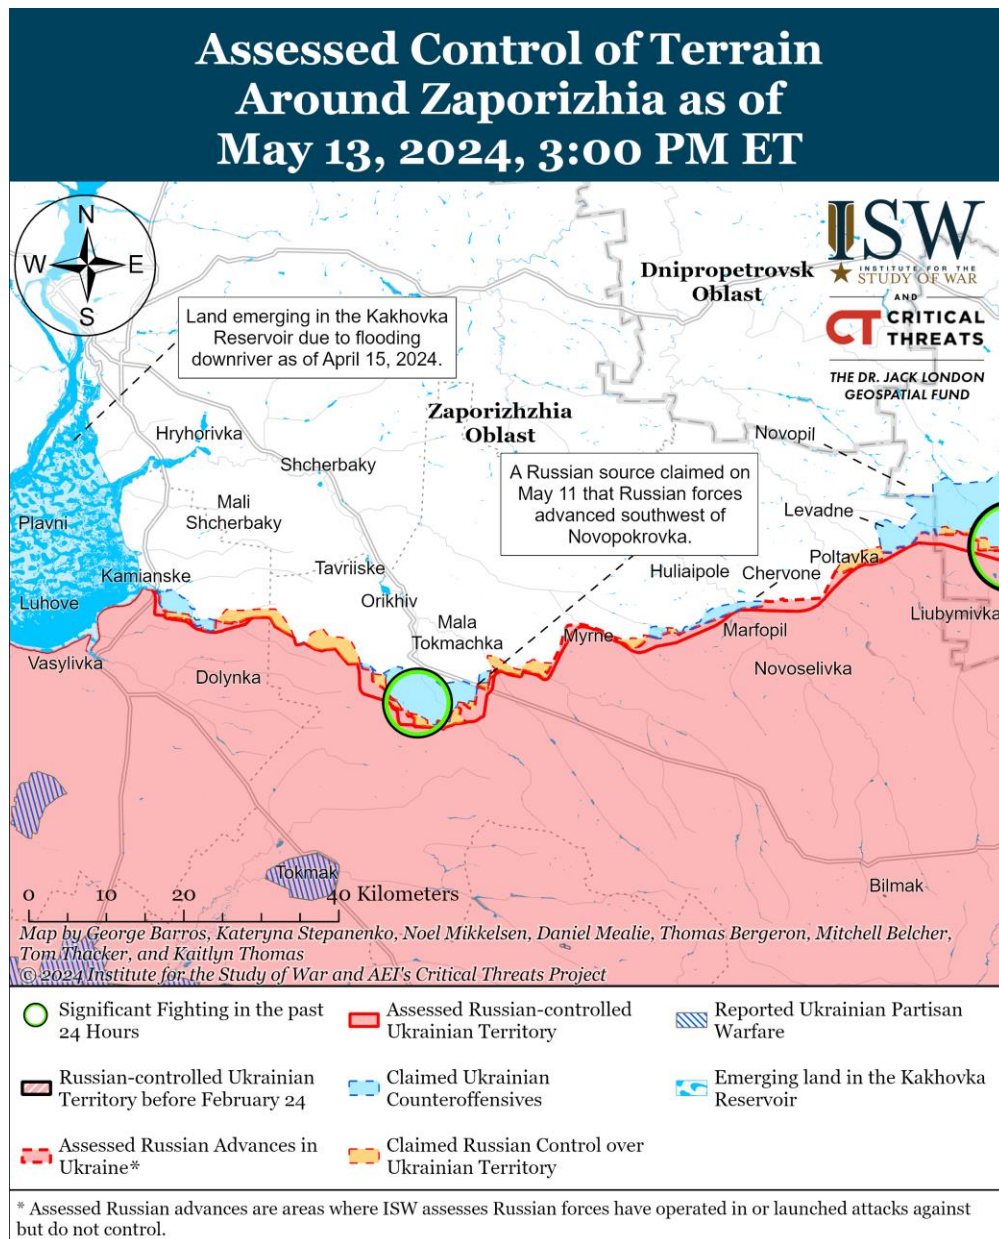 Assessed Control of Terrain
Around Zaporizhia as of
May 13, 2024, 3:00 PM ET
N
W
E
S
ISW
INSTITUTE FOR THE
STUDY OF WAR
AND
CT CRITICAL
THREATS
THE DR. JACK LONDON
GEOSPATIAL FUND
Dnipropetrovsk
Oblast
Land emerging in the Kakhovka
Reservoir due to flooding
downriver as of April 15, 2024.
Zaporizhzhia
Oblast
Hryhorivka
Shcherbaky
Novopil
A Russian source claimed on
May 11 that Russian forces
advanced southwest of
Novopokrovka.
Mali
Shcherbaky
Plavni
Levadne
Poltavka
Kamianske
Tavriiske
Huliaipole
Chervone
Luhove
Orikhiv
Mala
Tokmachka
Myrne
Marfopil
Liubymivka
Vasylivka
Dolynka
Novoselivka
Tokmak
Bilmak
0 10 20 40 Kilometers
Map by George Barros, Kateryna Stepanenko, Noel Mikkelsen, Daniel Mealie, Thomas Bergeron, Mitchell Belcher,
Tom Thacker, and Kaitlyn Thomas
© 2024 Institute for the Study of War and AEI's Critical Threats Project
Significant Fighting in the past
24 Hours
Assessed Russian-controlled
Ukrainian Territory
Reported Ukrainian Partisan
Warfare
Russian-controlled Ukrainian
Territory before February 24
Claimed Ukrainian
Counteroffensives
Emerging land in the Kakhovka
Reservoir
Assessed Russian Advances in
Ukraine*
Claimed Russian Control over
Ukrainian Territory
* Assessed Russian advances are areas where ISW assesses Russian forces have operated in or launched attacks against
but do not control.